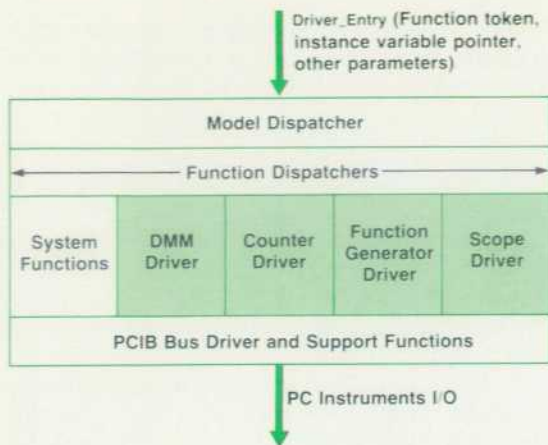 Driver_Entry (Function token,
instance variable pointer,
other parameters)
Model Dispatcher
Function Dispatchers
System
Functions
DMM
Driver
Counter
Driver
Function
Generator
Driver
Scope
Driver
PCIB Bus Driver and Support Functions
PC Instruments I/O